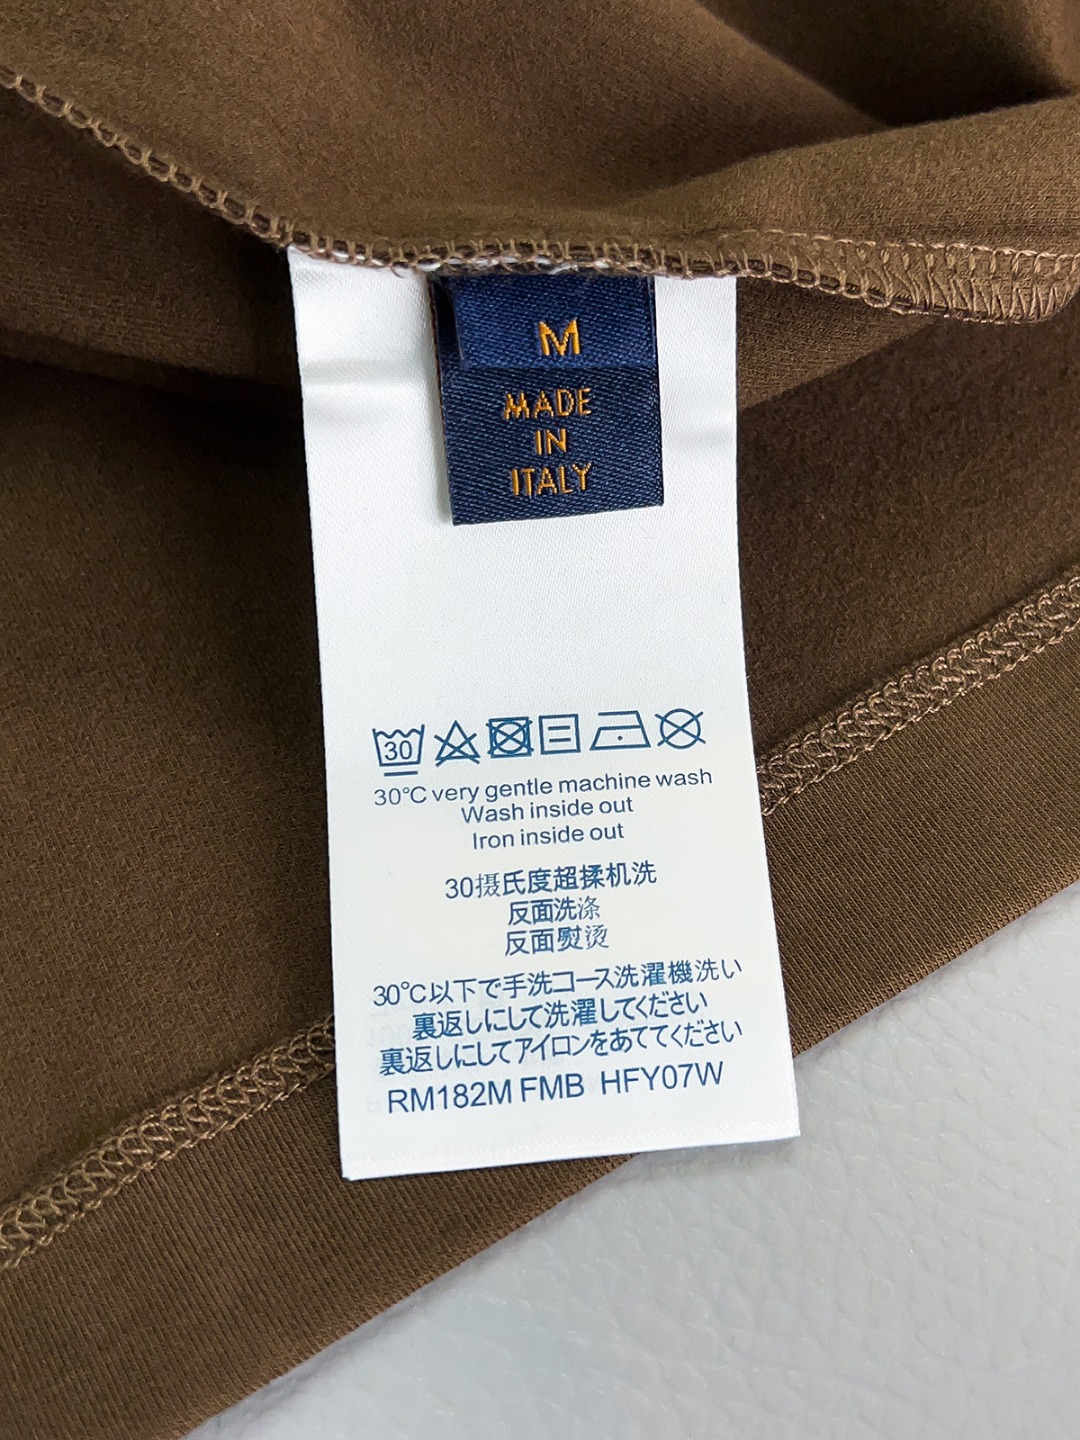 M
MADE
IN
ITALY
30
30°C very gentle machine wash
Wash inside out
Iron inside out
30摄氏度超揉机洗
反面洗涤
反面熨烫
30°C以下で手洗コース洗濯機洗い
裏返しにして洗濯してください
裏返しにしてアイロンをあててください
RM182M FMB HFY07W